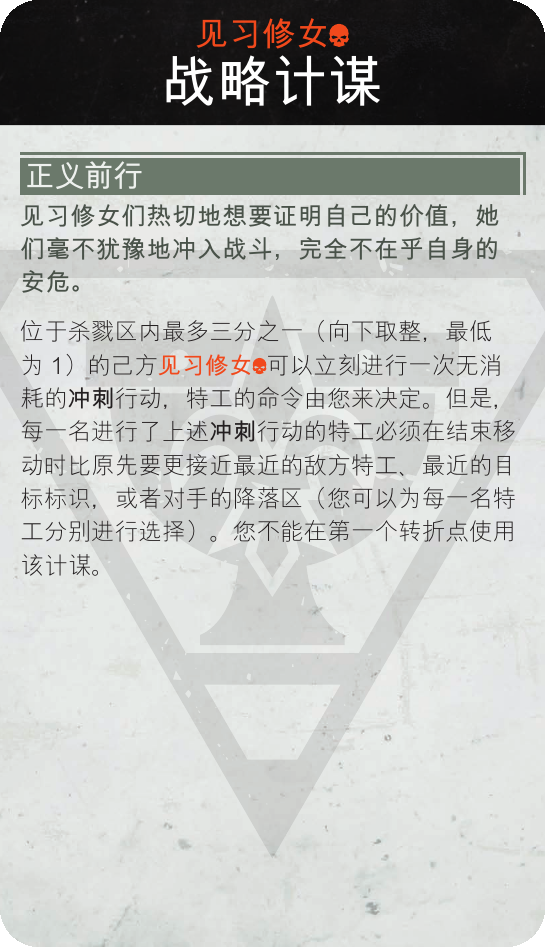 见习修女
战略计谋
正义前行
见习修女们热切地想要证明自己的价值，她
们毫不犹豫地冲入战斗，完全不在乎自身的
安危。
位于杀戮区内最多三分之一（向下取整，最低
为 1）的己方见习修女可以立刻进行一次无消
耗的冲刺行动，特工的命令由您来决定。但是，
每一名进行了上述冲刺行动的特工必须在结束移
动时比原先要更接近最近的敌方特工、最近的目
标标识，或者对手的降落区（您可以为每一名特
工分别进行选择）。您不能在第一个转折点使用
该计谋。